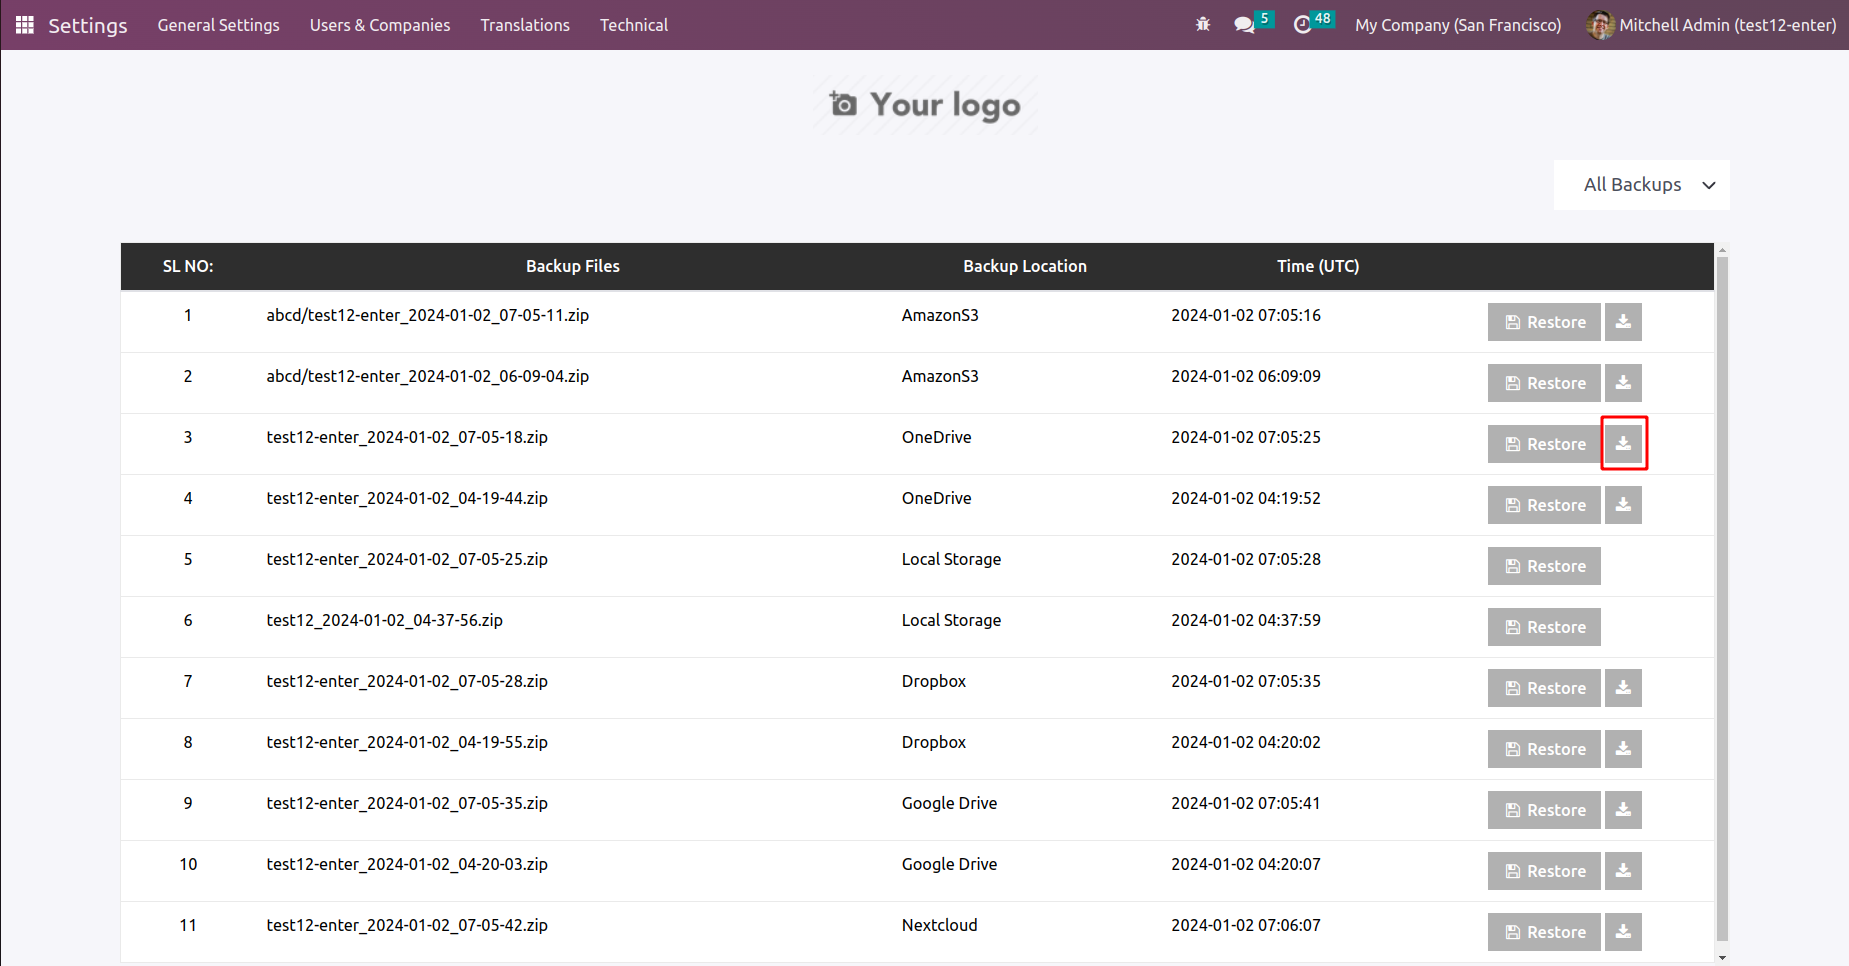 Settings General Settings Users & Companies Translations Technical 5 48 My Company (San Francisco) Mitchell Admin (test12-enter)
Your logo
All Backups
SL NO: Backup Files Backup Location Time (UTC)
1 abcd/test12-enter_2024-01-02_07-05-11.zip AmazonS3 2024-01-02 07:05:16 Restore
2 abcd/test12-enter_2024-01-02_06-09-04.zip AmazonS3 2024-01-02 06:09:09 Restore
3 test12-enter_2024-01-02_07-05-18.zip OneDrive 2024-01-02 07:05:25 Restore
4 test12-enter_2024-01-02_04-19-44.zip OneDrive 2024-01-02 04:19:52 Restore
5 test12-enter_2024-01-02_07-05-25.zip Local Storage 2024-01-02 07:05:28 Restore
6 test12_2024-01-02_04-37-56.zip Local Storage 2024-01-02 04:37:59 Restore
7 test12-enter_2024-01-02_07-05-28.zip Dropbox 2024-01-02 07:05:35 Restore
8 test12-enter_2024-01-02_04-19-55.zip Dropbox 2024-01-02 04:20:02 Restore
9 test12-enter_2024-01-02_07-05-35.zip Google Drive 2024-01-02 07:05:41 Restore
10 test12-enter_2024-01-02_04-20-03.zip Google Drive 2024-01-02 04:20:07 Restore
11 test12-enter_2024-01-02_07-05-42.zip Nextcloud 2024-01-02 07:06:07 Restore